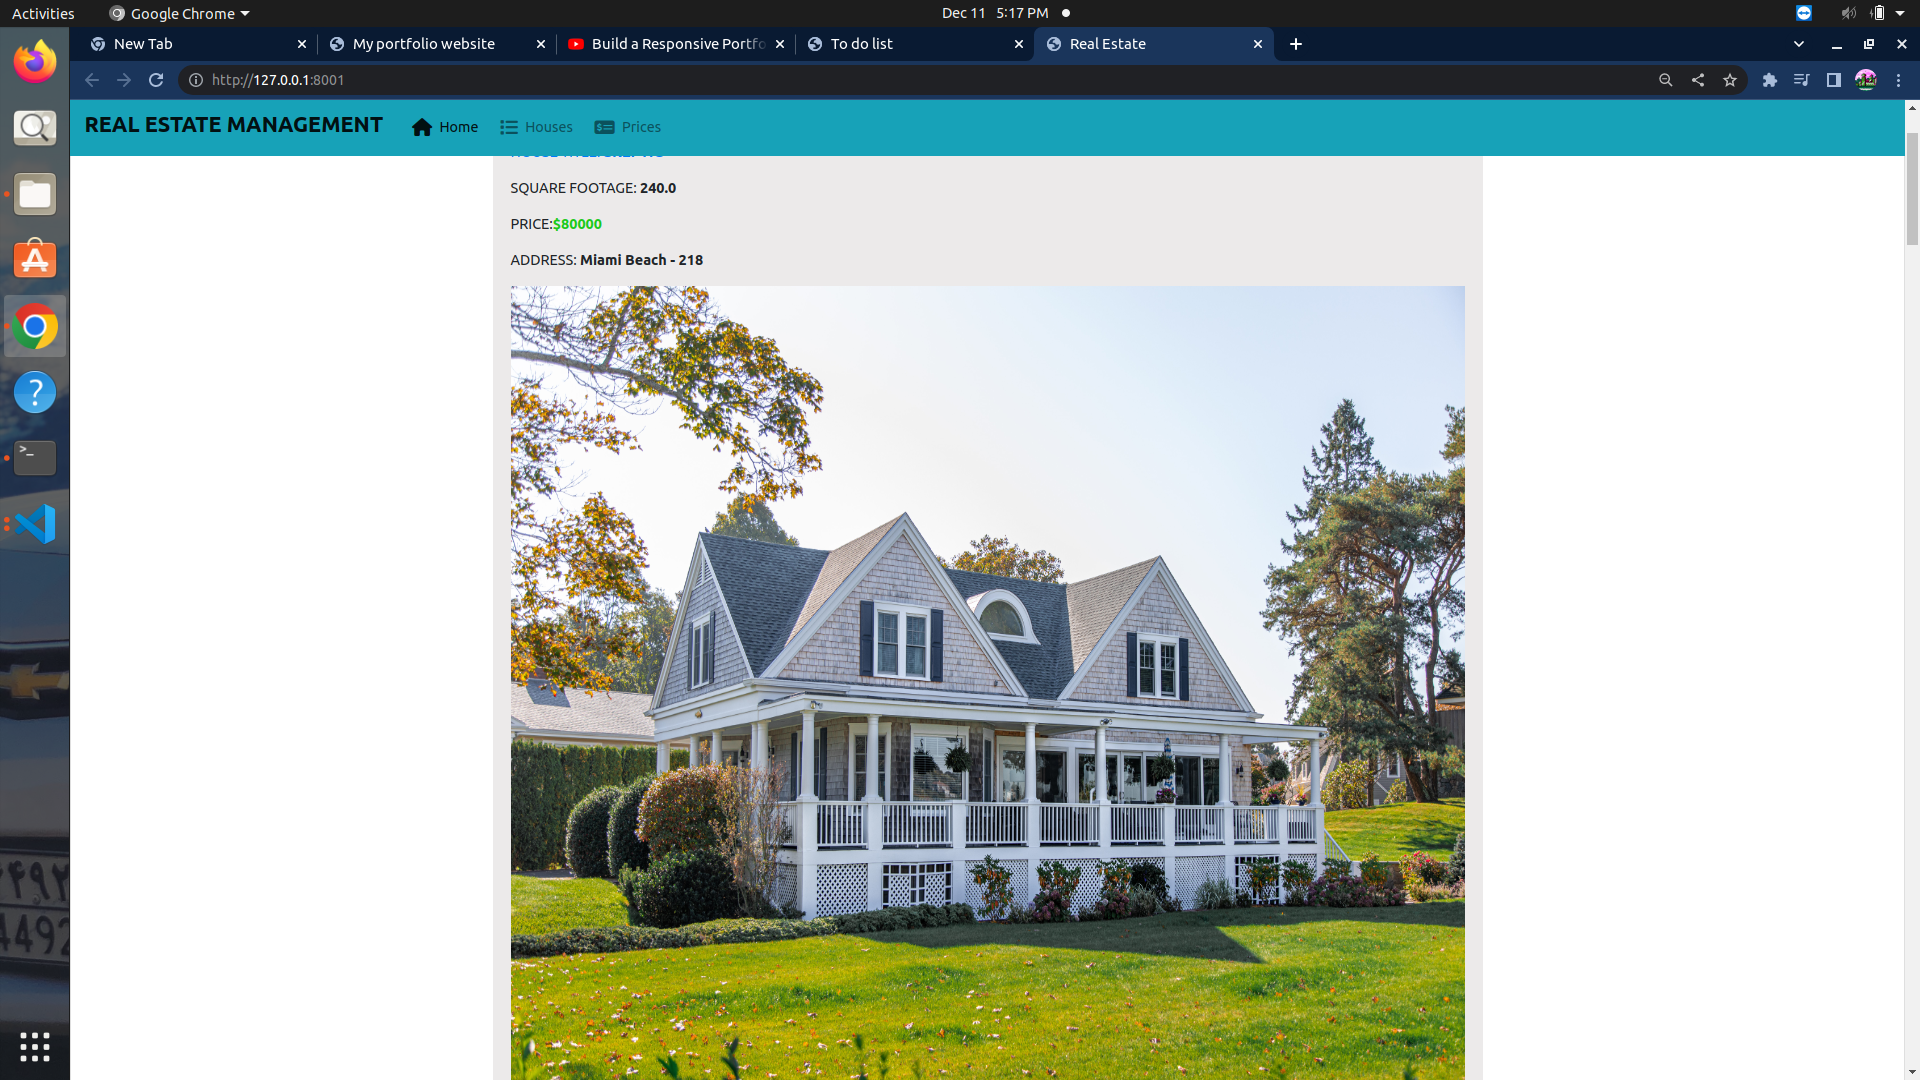 Activities Google Chrome Dec 11 5:17 PM
New Tab My portfolio website Build a Responsive Portfo To do list Real Estate
http://127.0.0.1:8001
REAL ESTATE MANAGEMENT Home Houses Prices
SQUARE FOOTAGE: 240.0
PRICE:$80000
ADDRESS: Miami Beach - 218